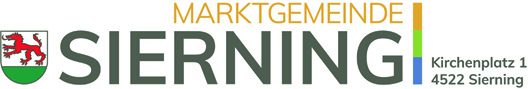 MARKTGEMEINDE
SIERNING
Kirchenplatz 1
4522 Sierning